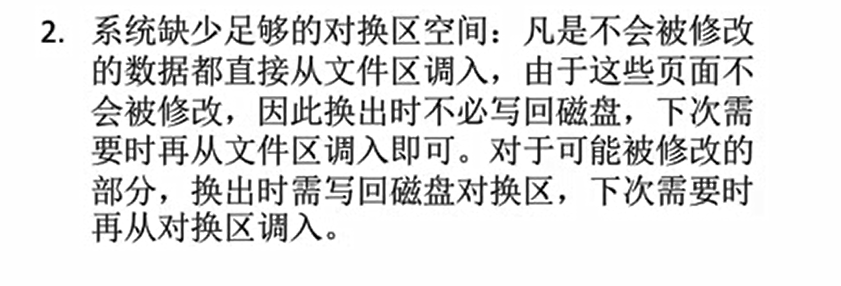 2. 系统缺少足够的对换区空间：凡是不会被修改
的数据都直接从文件区调入，由于这些页面不
会被修改，因此换出时不必写回磁盘，下次需
要时再从文件区调入即可。对于可能被修改的
部分，换出时需写回磁盘对换区，下次需要时
再从对换区调入。